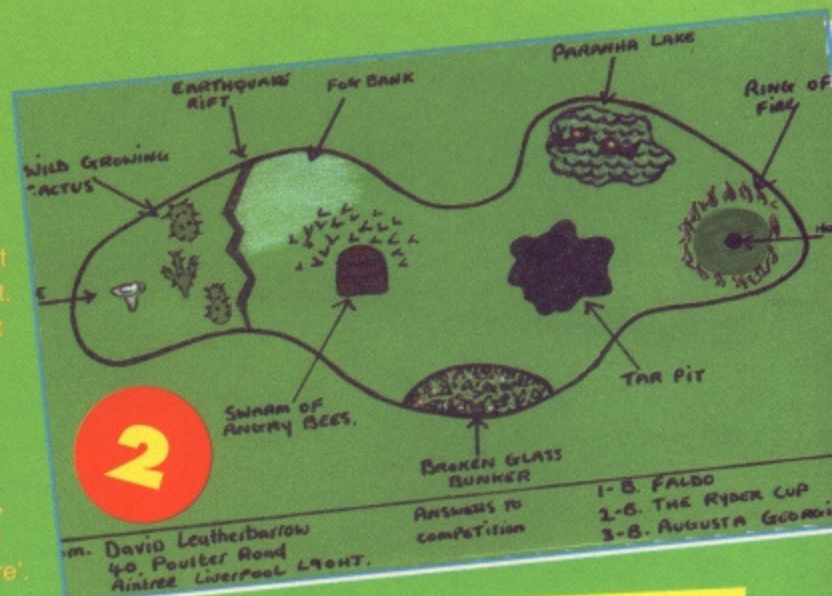 PARANHA LAKE
EARTHQUAKE
RIFT
FOG BANK
RING OF
FIRE
WILD GROWING
CACTUS
SWARM OF
ANGRY BEES.
TAR PIT
BROKEN GLASS
BUNKER
2
David Leatherbarrow
40. Poulter Road
Aintree Liverpool L90HT.
ANSWERS TO
COMPETITION
1-B. FALDO
2-B. THE RYDER CUP
3-B. AUGUSTA